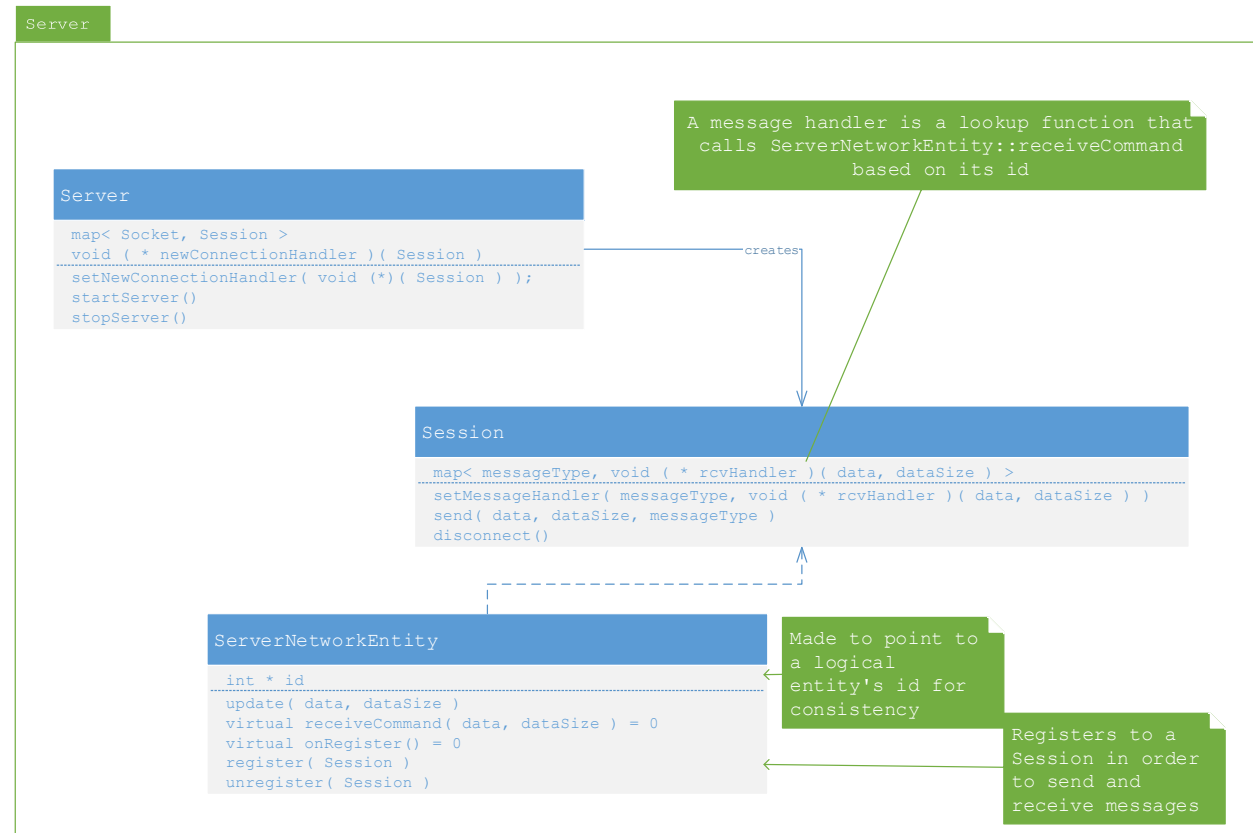 Server
A message handler is a lookup function that
calls ServerNetworkEntity::receiveCommand
based on its id
Server
map< Socket, Session >
void ( * newConnectionHandler )( Session )
setNewConnectionHandler( void (*)( Session ) );
startServer()
stopServer()
creates
Session
map< messageType, void ( * rcvHandler )( data, dataSize ) >
setMessageHandler( messageType, void ( * rcvHandler )( data, dataSize ) )
send( data, dataSize, messageType )
disconnect()
ServerNetworkEntity
int * id
update( data, dataSize )
virtual receiveCommand( data, dataSize ) = 0
virtual onRegister() = 0
register( Session )
unregister( Session )
Made to point to
a logical
entity's id for
consistency
Registers to a
Session in order
to send and
receive messages